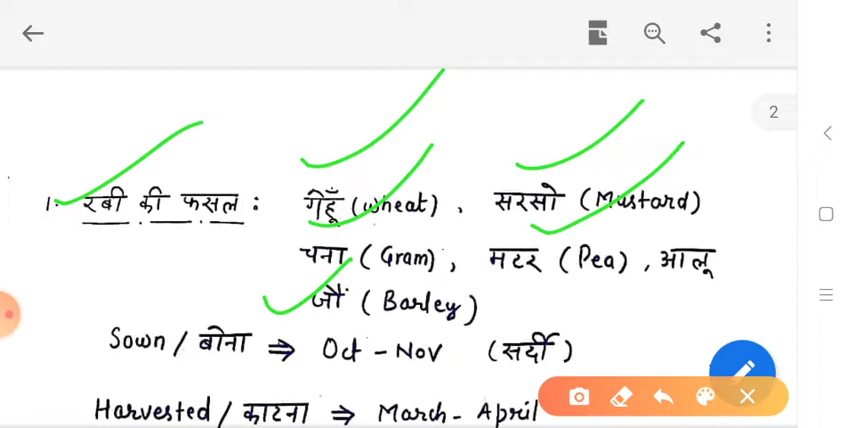 2
1. रबी की फसल : गेहूँ (Wheat), सरसो (Mustard)
चना (Gram), मटर (Pea), आलू
जौं (Barley)
Sown / बोना ⇒ Oct - Nov (सर्दी)
Harvested / काटना ⇒ March - April